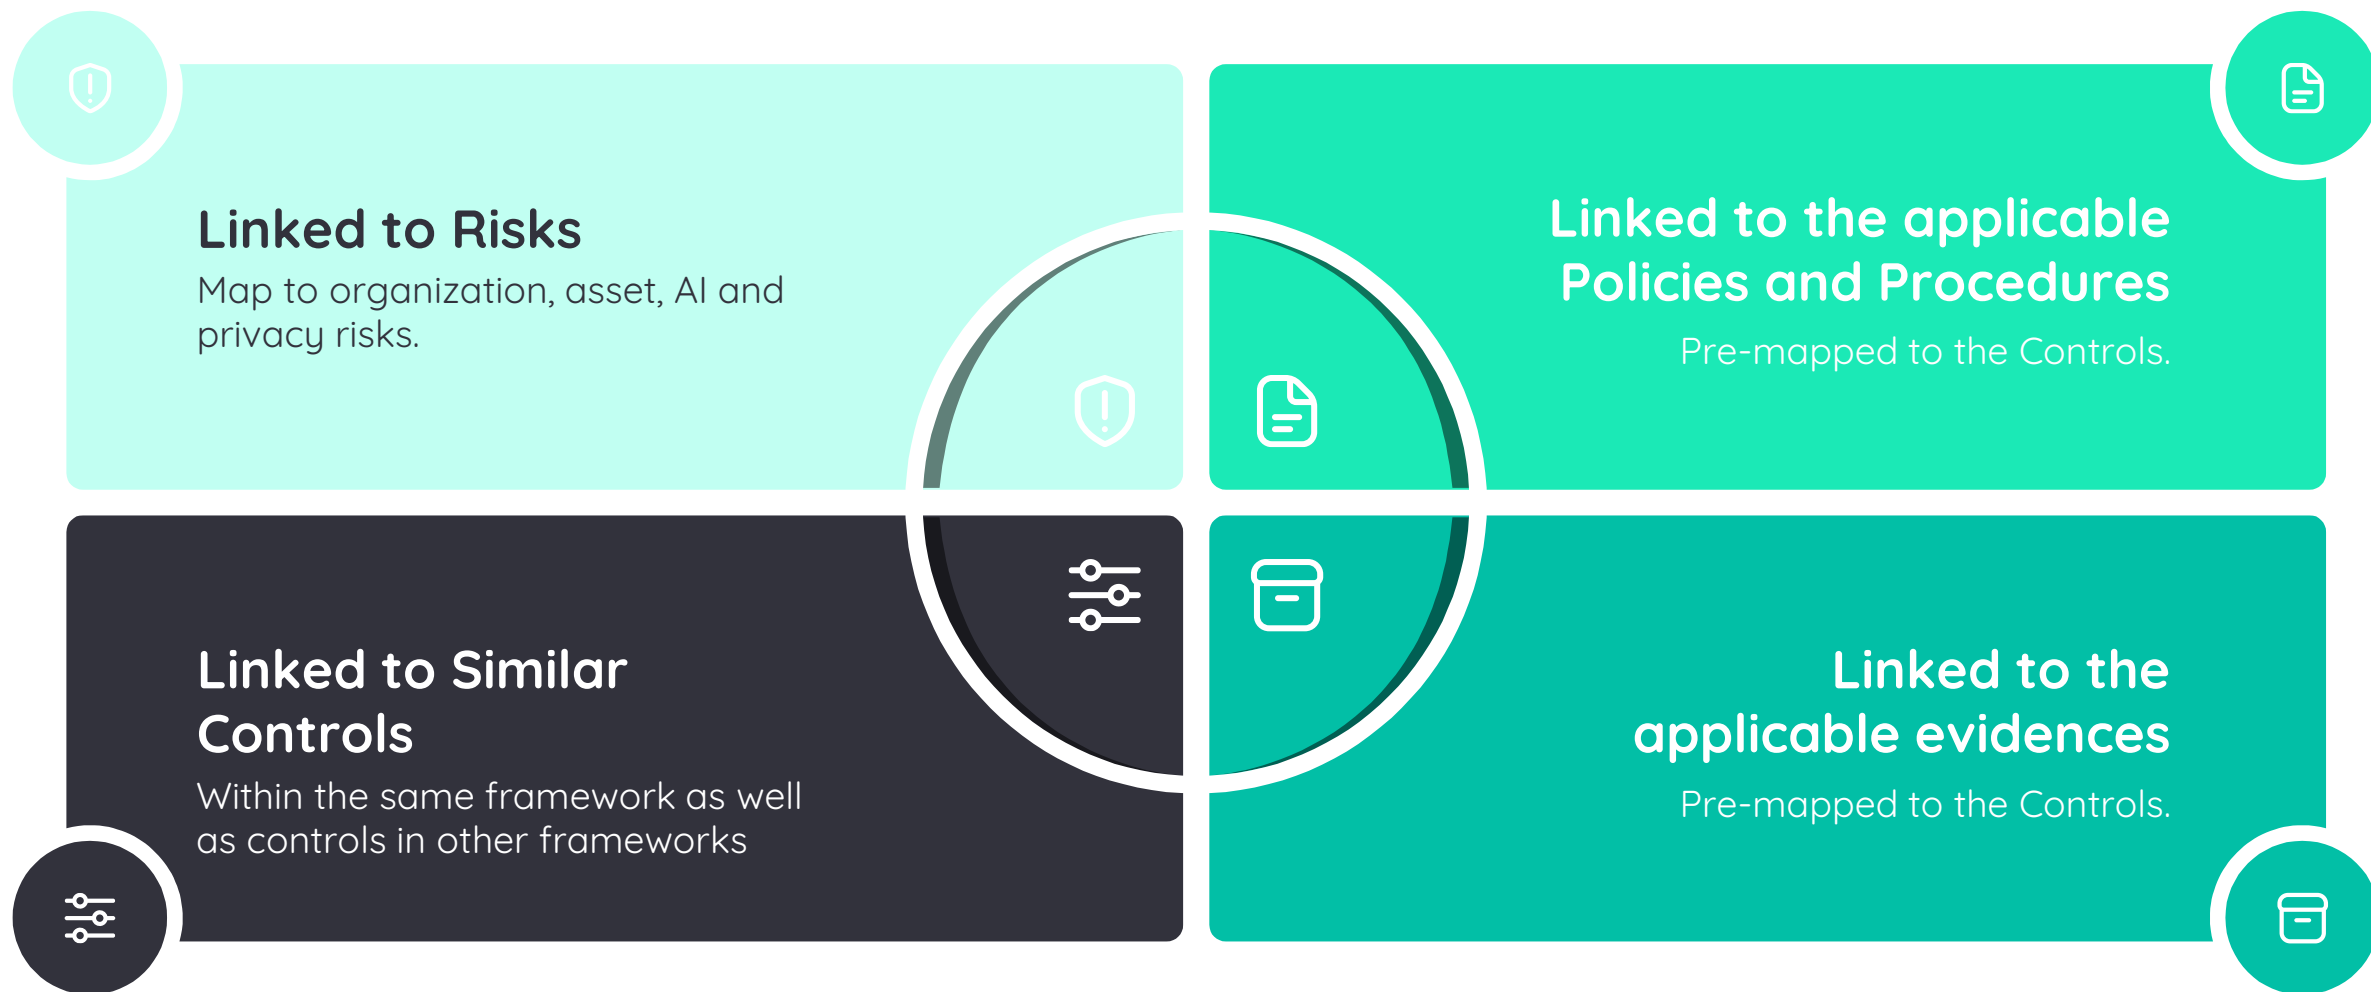 Linked to Risks
Map to organization, asset, AI and
privacy risks.
Linked to the applicable
Policies and Procedures
Pre-mapped to the Controls.
Linked to Similar
Controls
Within the same framework as well
as controls in other frameworks
Linked to the
applicable evidences
Pre-mapped to the Controls.